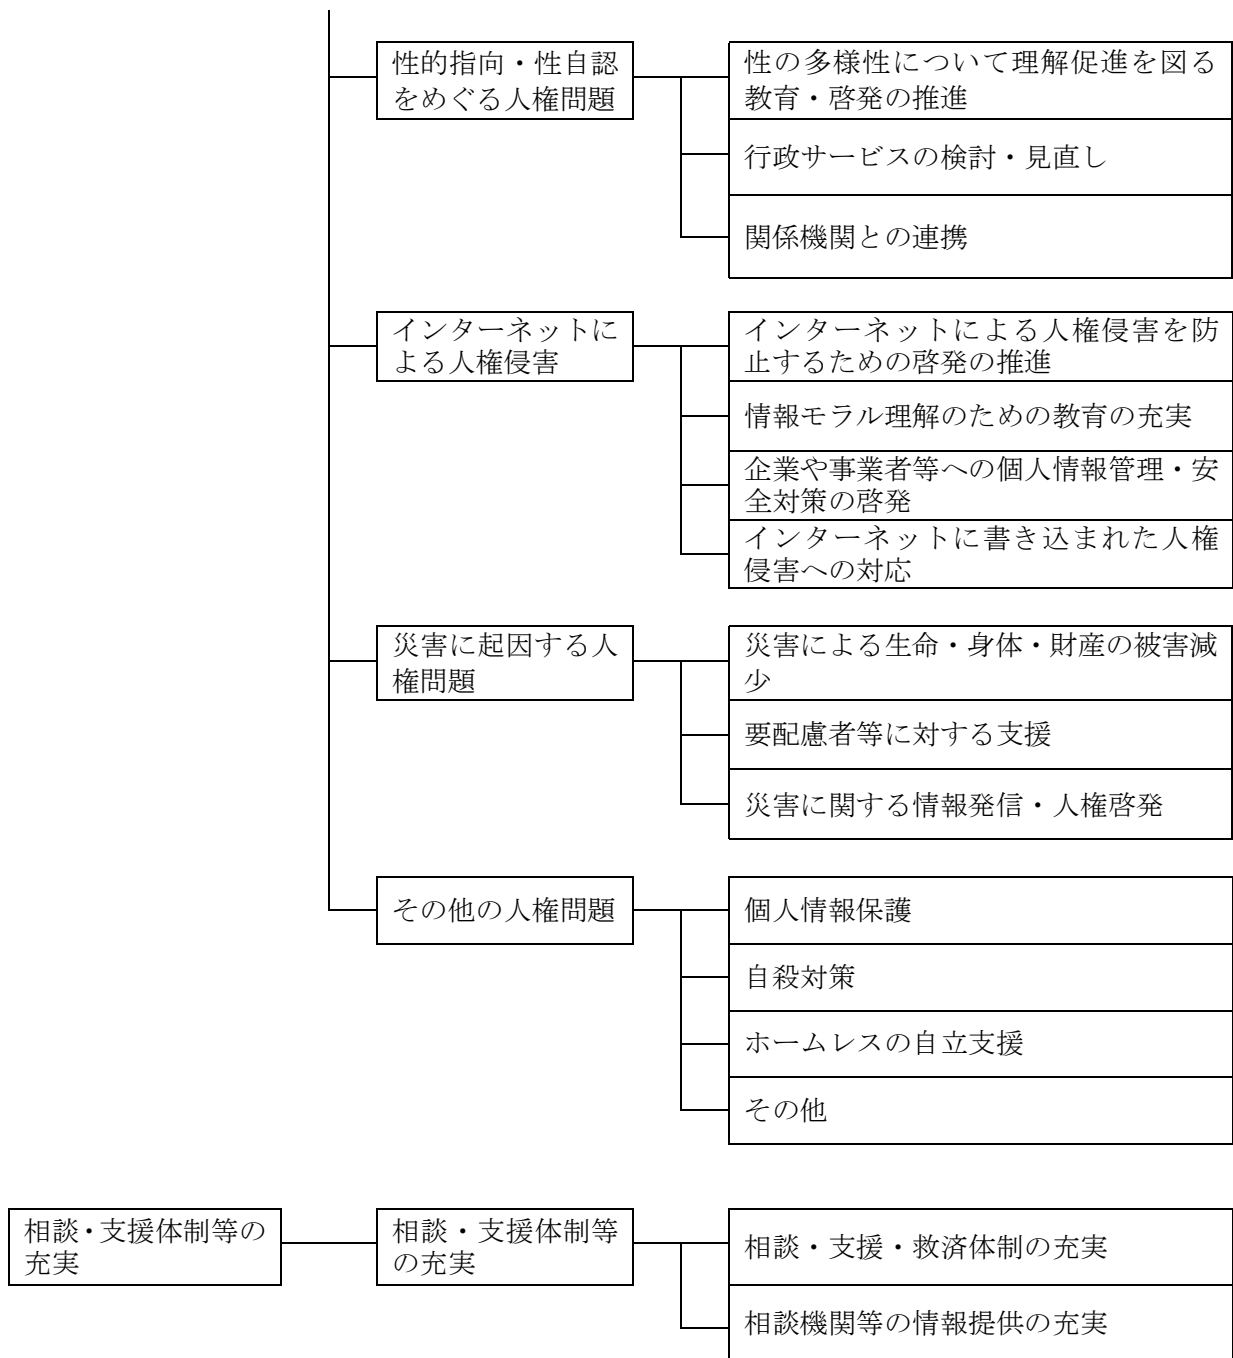 性的指向・性自認
をめぐる人権問題
性の多様性について理解促進を図る
教育・啓発の推進
行政サービスの検討・見直し
関係機関との連携
インターネットに
よる人権侵害
インターネットによる人権侵害を防
止するための啓発の推進
情報モラル理解のための教育の充実
企業や事業者等への個人情報管理・安
全対策の啓発
インターネットに書き込まれた人権
侵害への対応
災害に起因する人
権問題
災害による生命・身体・財産の被害減
少
要配慮者等に対する支援
災害に関する情報発信・人権啓発
その他の人権問題
個人情報保護
自殺対策
ホームレスの自立支援
その他
相談・支援体制等の
充実
相談・支援体制等
の充実
相談・支援・救済体制の充実
相談機関等の情報提供の充実